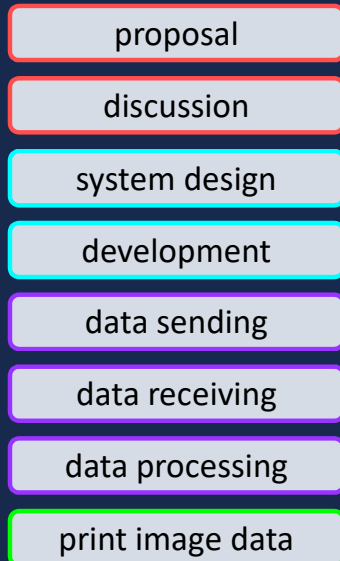 proposal
discussion
system design
development
data sending
data receiving
data processing
print image data